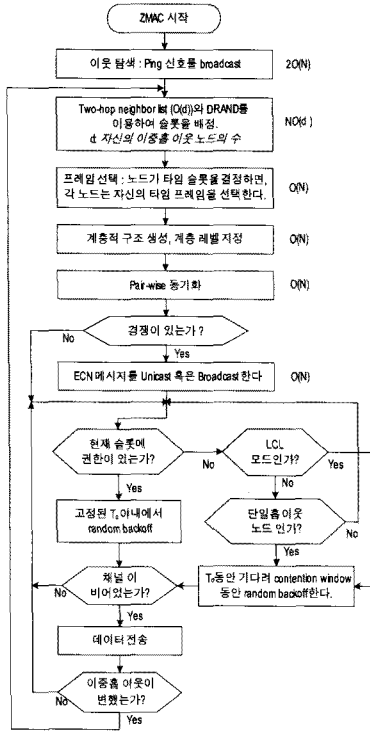 ZMAC 시작
이웃 탐색 : Ping 신호를 broadcast
2O(N)
Two-hop neighbor list (O(d))와 DRAND를
이용하여 슬롯을 배정.
d: 자신의 이중홉 이웃 노드의 수
NO(d )
프레임 선택 : 노드가 타임 슬롯을 결정하면,
각 노드는 자신의 타임 프레임을 선택한다.
O(N)
계층적 구조 생성, 계층 레벨 지정
O(N)
Pair-wise 동기화
O(N)
경쟁이 있는가 ?
No
Yes
ECN 메시지를 Unicast 혹은 Broadcast 한다
O(N)
현재 슬롯에
권한이 있는가?
No
LCL
모드인가?
Yes
Yes
No
고정된 T₀ 이내에서
random backoff
단일홉 이웃
노드 인가?
No
Yes
채널 이
비어있는가?
No
T₀동안 기다려 contention window
동안 random backoff한다.
Yes
데이터 전송
이중홉 이웃이
변했는가?
No
Yes